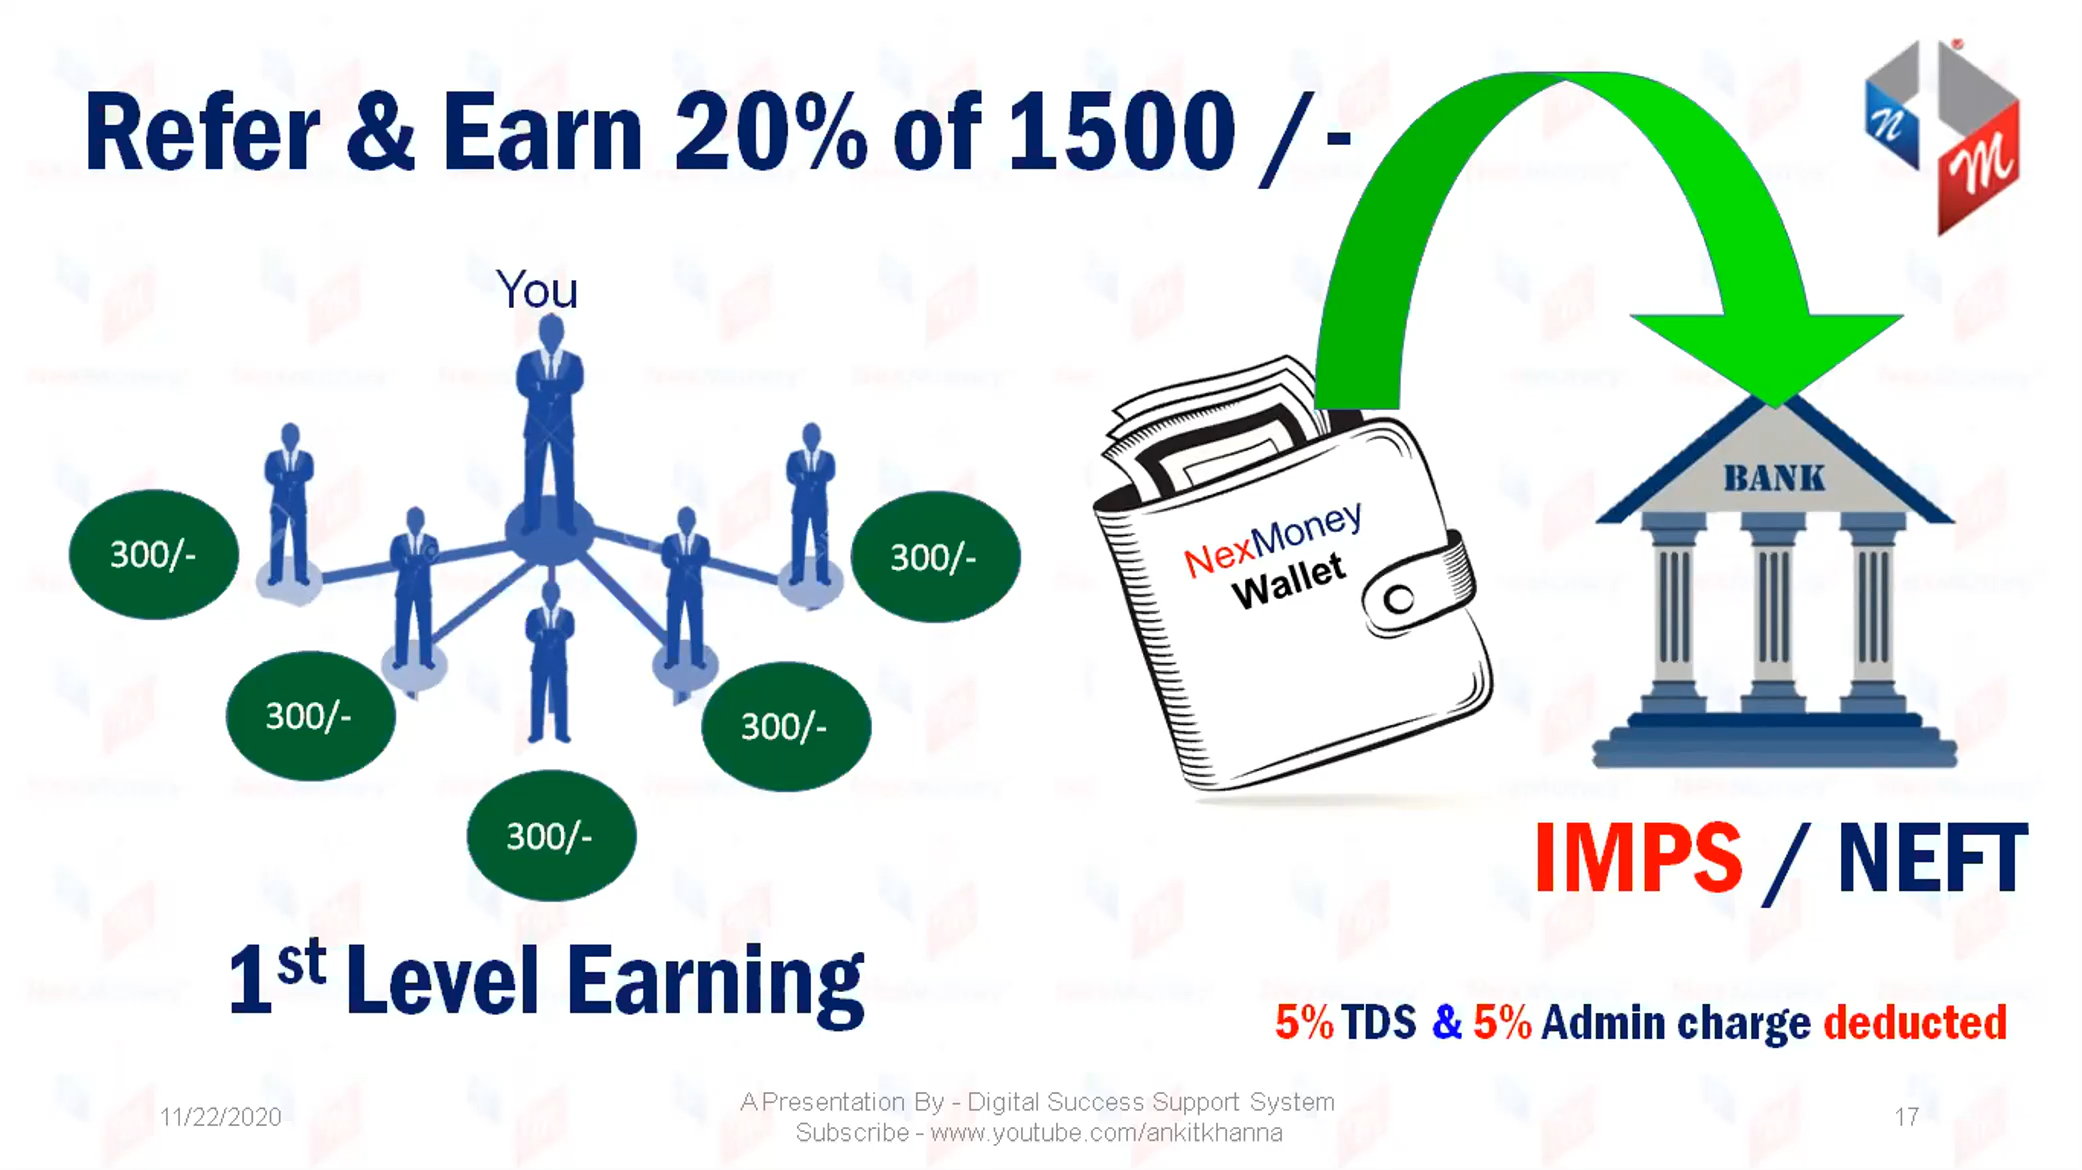 Refer & Earn 20% of 1500 /-
n
m
You
300/-
300/-
300/-
300/-
300/-
1st Level Earning
NexMoney
Wallet
BANK
IMPS / NEFT
5% TDS & 5% Admin charge deducted
11/22/2020
A Presentation By - Digital Success Support System
Subscribe - www.youtube.com/ankitkhanna
17